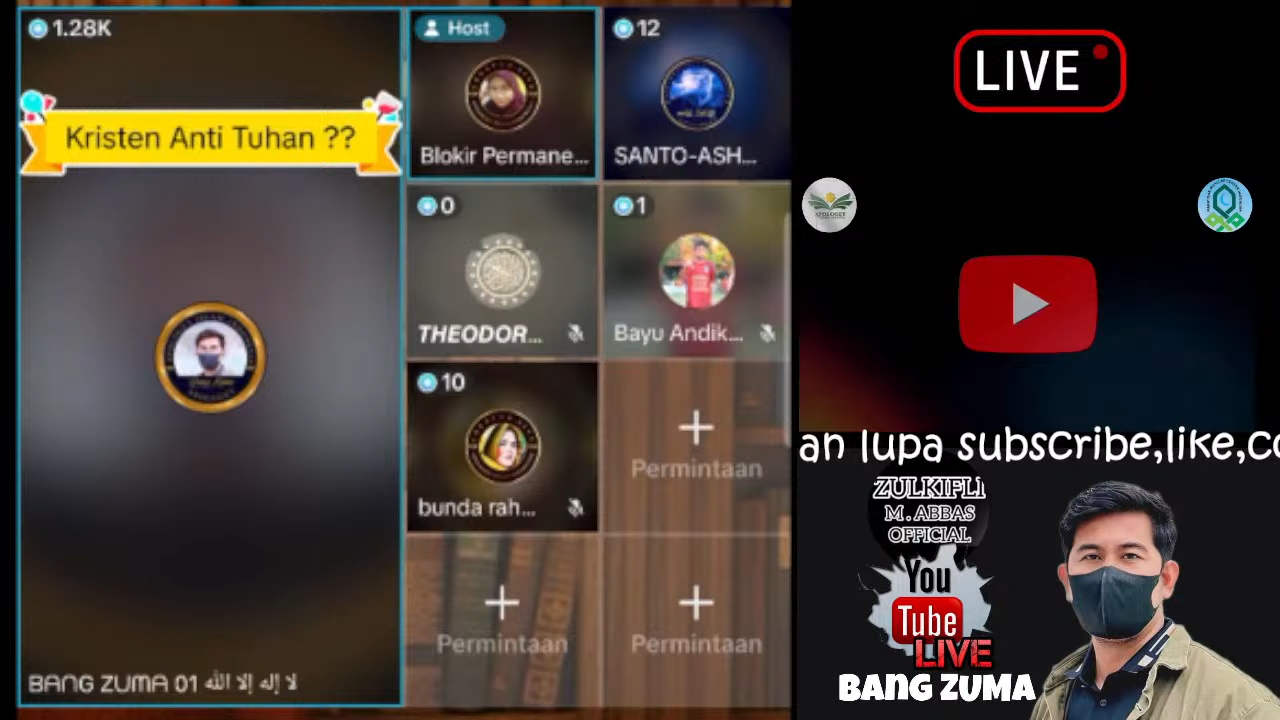 1.28K
Kristen Anti Tuhan ??
BANG ZUMA 01 لا إله إلا الله
Host
Blokir Permane...
12
SANTO-ASH...
0
THEODOR...
1
Bayu Andik...
10
bunda rah...
Permintaan
Permintaan
Permintaan
LIVE
an lupa subscribe,like,co
ZULKIFLI
M.ABBAS
OFFICIAL
You
Tube
LIVE
BANG ZUMA